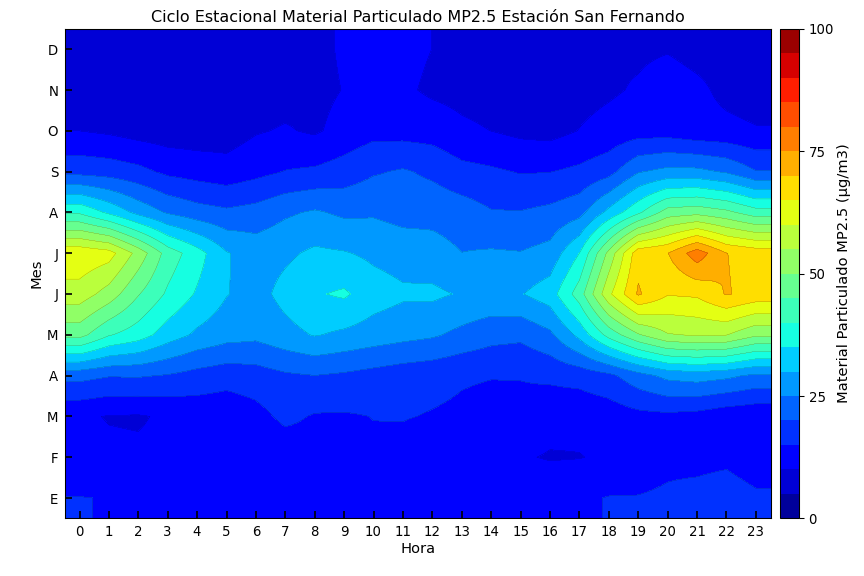 Ciclo Estacional Material Particulado MP2.5 Estación San Fernando
D
N
O
S
A
J
J
M
A
M
F
E
Mes
0 1 2 3 4 5 6 7 8 9 10 11 12 13 14 15 16 17 18 19 20 21 22 23
Hora
100
75
50
25
0
Material Particulado MP2.5 (μg/m3)